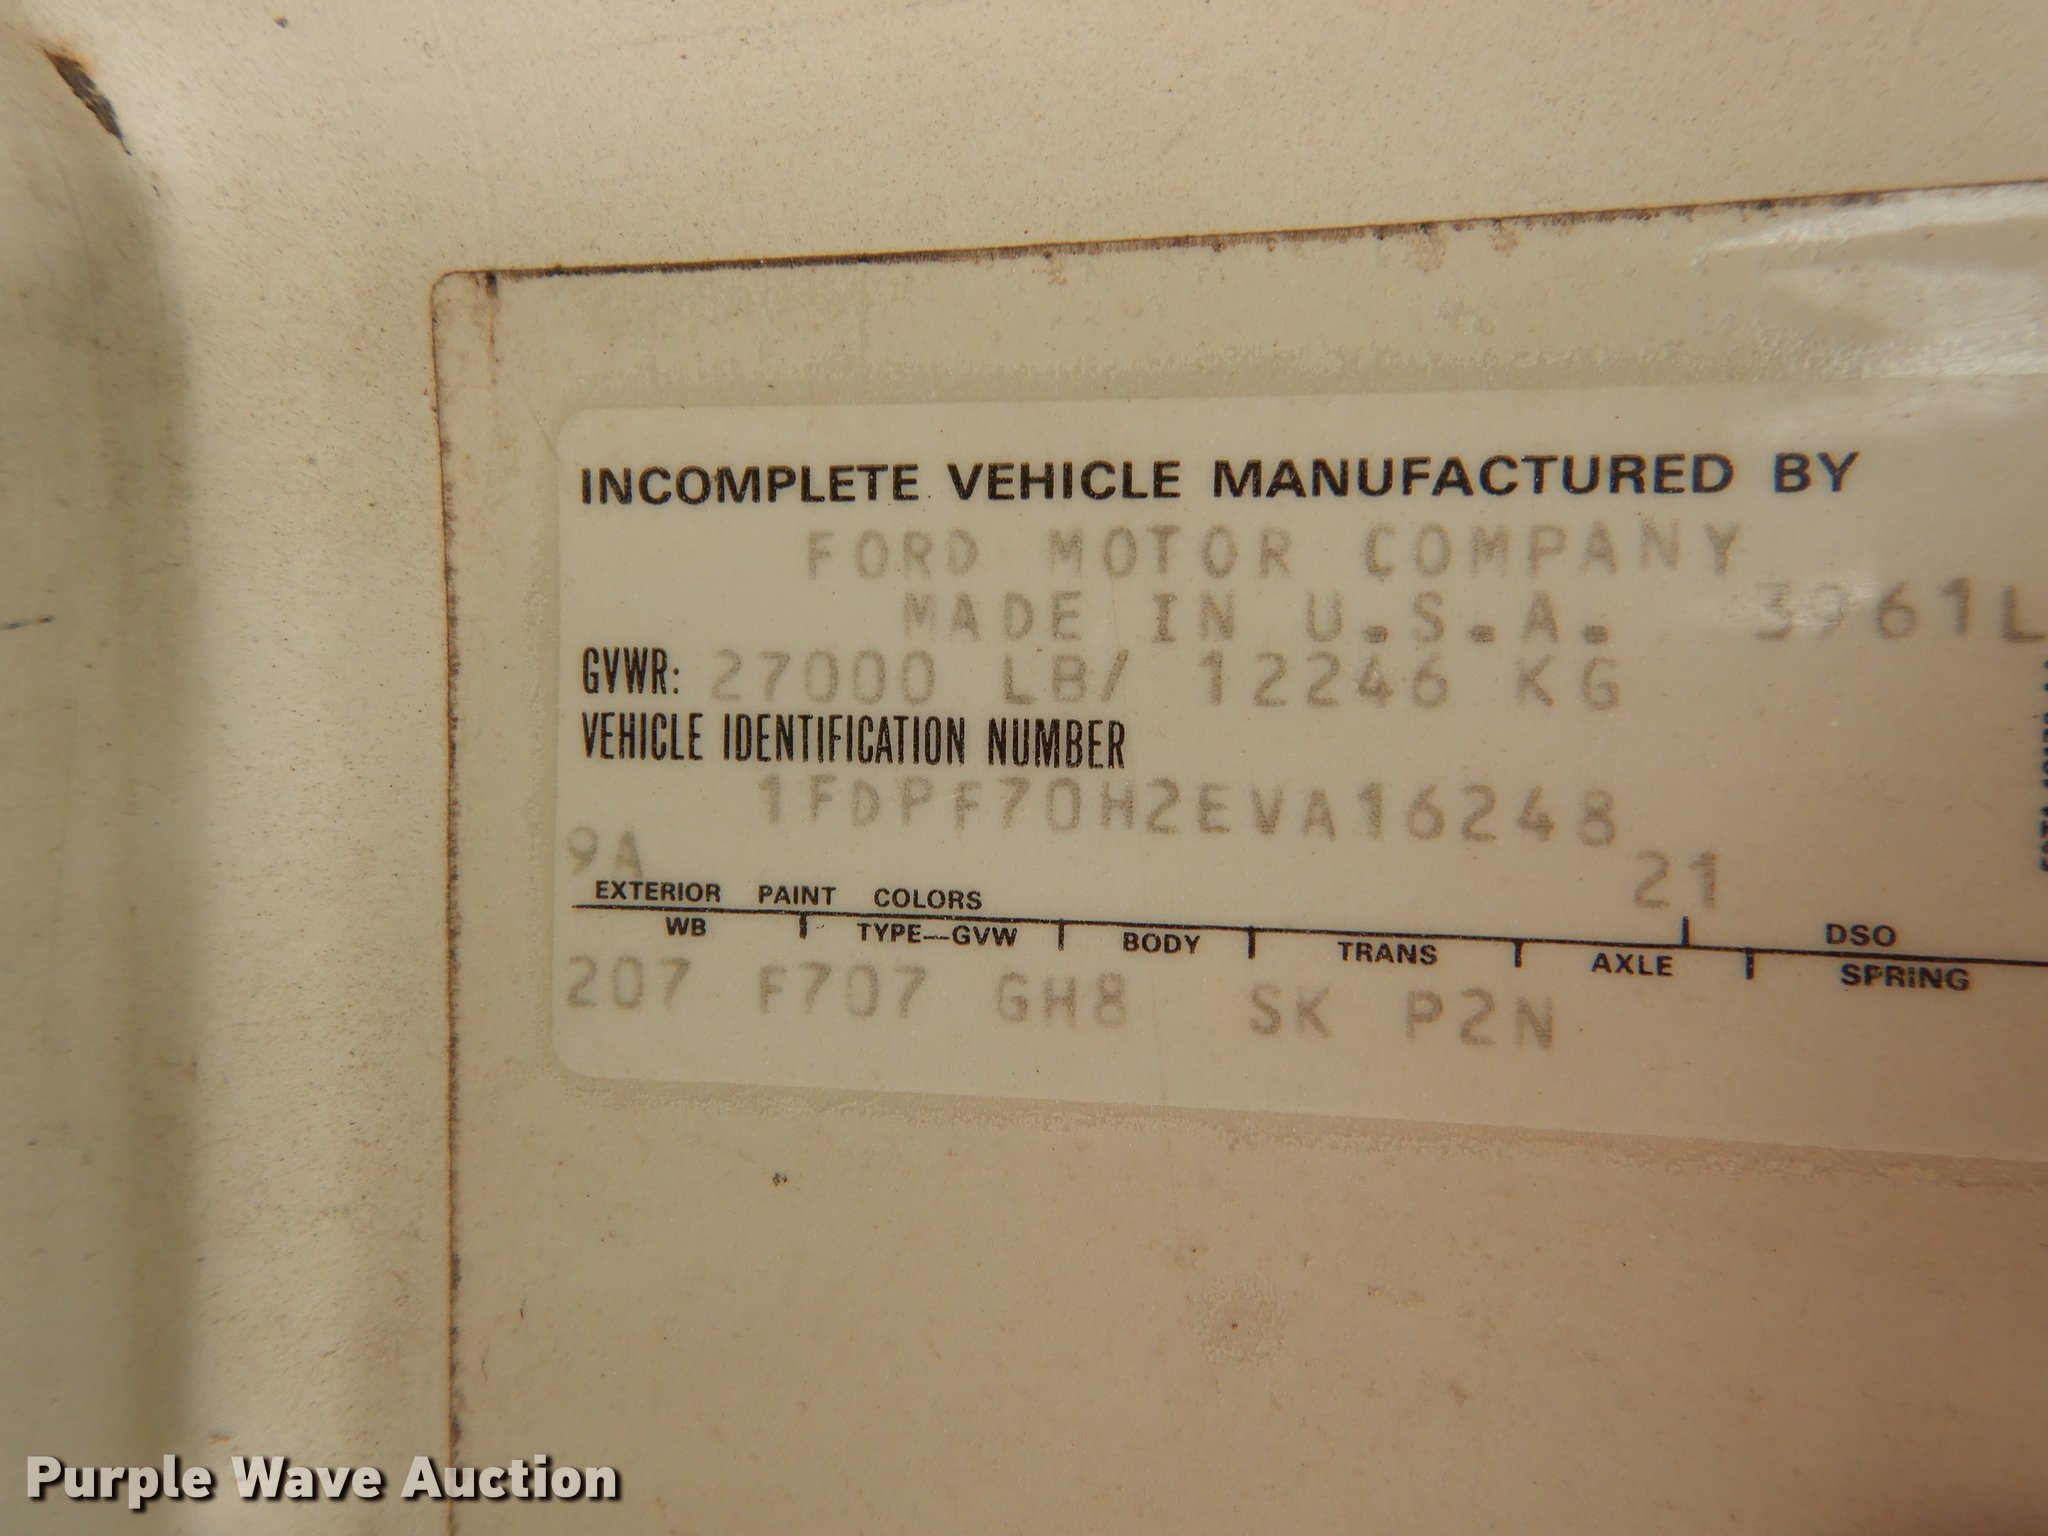 INCOMPLETE VEHICLE MANUFACTURED BY
FORD MOTOR COMPANY
MADE IN U.S.A. 3961L
GVWR: 27000 LB/ 12246 KG
VEHICLE IDENTIFICATION NUMBER
1FDPF70H2EVA16248
9A
21
EXTERIOR PAINT COLORS
DSO
WB TYPE—GVW BODY TRANS AXLE SPRING
207 F707 GH8 SK P2N
Purple Wave Auction